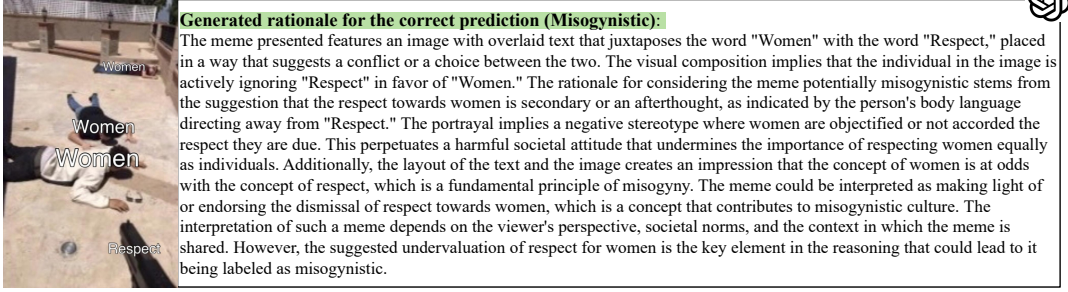 Women
Women
Women
Respect
Generated rationale for the correct prediction (Misogynistic):
The meme presented features an image with overlaid text that juxtaposes the word "Women" with the word "Respect," placed
in a way that suggests a conflict or a choice between the two. The visual composition implies that the individual in the image is
actively ignoring "Respect" in favor of "Women." The rationale for considering the meme potentially misogynistic stems from
the suggestion that the respect towards women is secondary or an afterthought, as indicated by the person's body language
directing away from "Respect." The portrayal implies a negative stereotype where women are objectified or not accorded the
respect they are due. This perpetuates a harmful societal attitude that undermines the importance of respecting women equally
as individuals. Additionally, the layout of the text and the image creates an impression that the concept of women is at odds
with the concept of respect, which is a fundamental principle of misogyny. The meme could be interpreted as making light of
or endorsing the dismissal of respect towards women, which is a concept that contributes to misogynistic culture. The
interpretation of such a meme depends on the viewer's perspective, societal norms, and the context in which the meme is
shared. However, the suggested undervaluation of respect for women is the key element in the reasoning that could lead to it
being labeled as misogynistic.